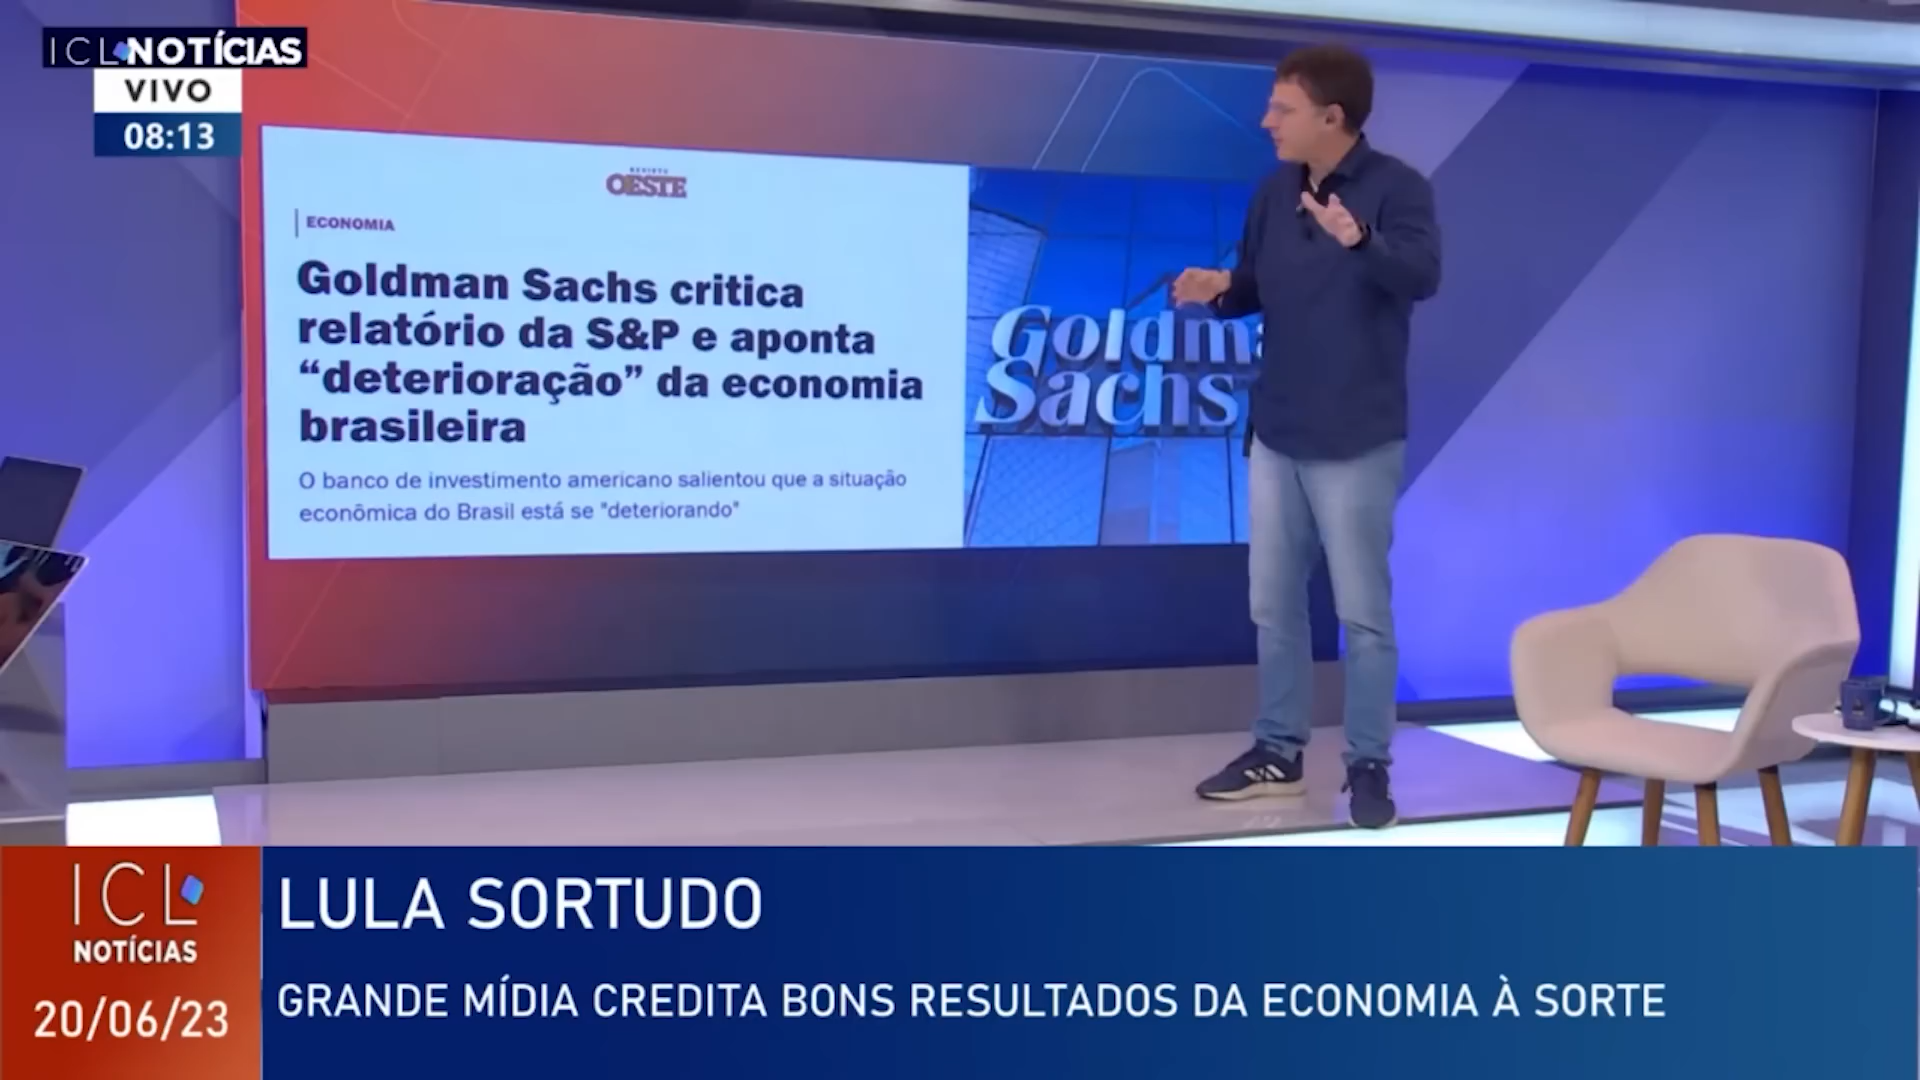 ICL NOTÍCIAS
VIVO
08:13
REVISTA
OESTE
ECONOMIA
Goldman Sachs critica
relatório da S&P e aponta
“deterioração” da economia
brasileira
O banco de investimento americano salientou que a situação
econômica do Brasil está se "deteriorando"
Goldma
Sachs
ICL
NOTÍCIAS
20/06/23
LULA SORTUDO
GRANDE MÍDIA CREDITA BONS RESULTADOS DA ECONOMIA À SORTE